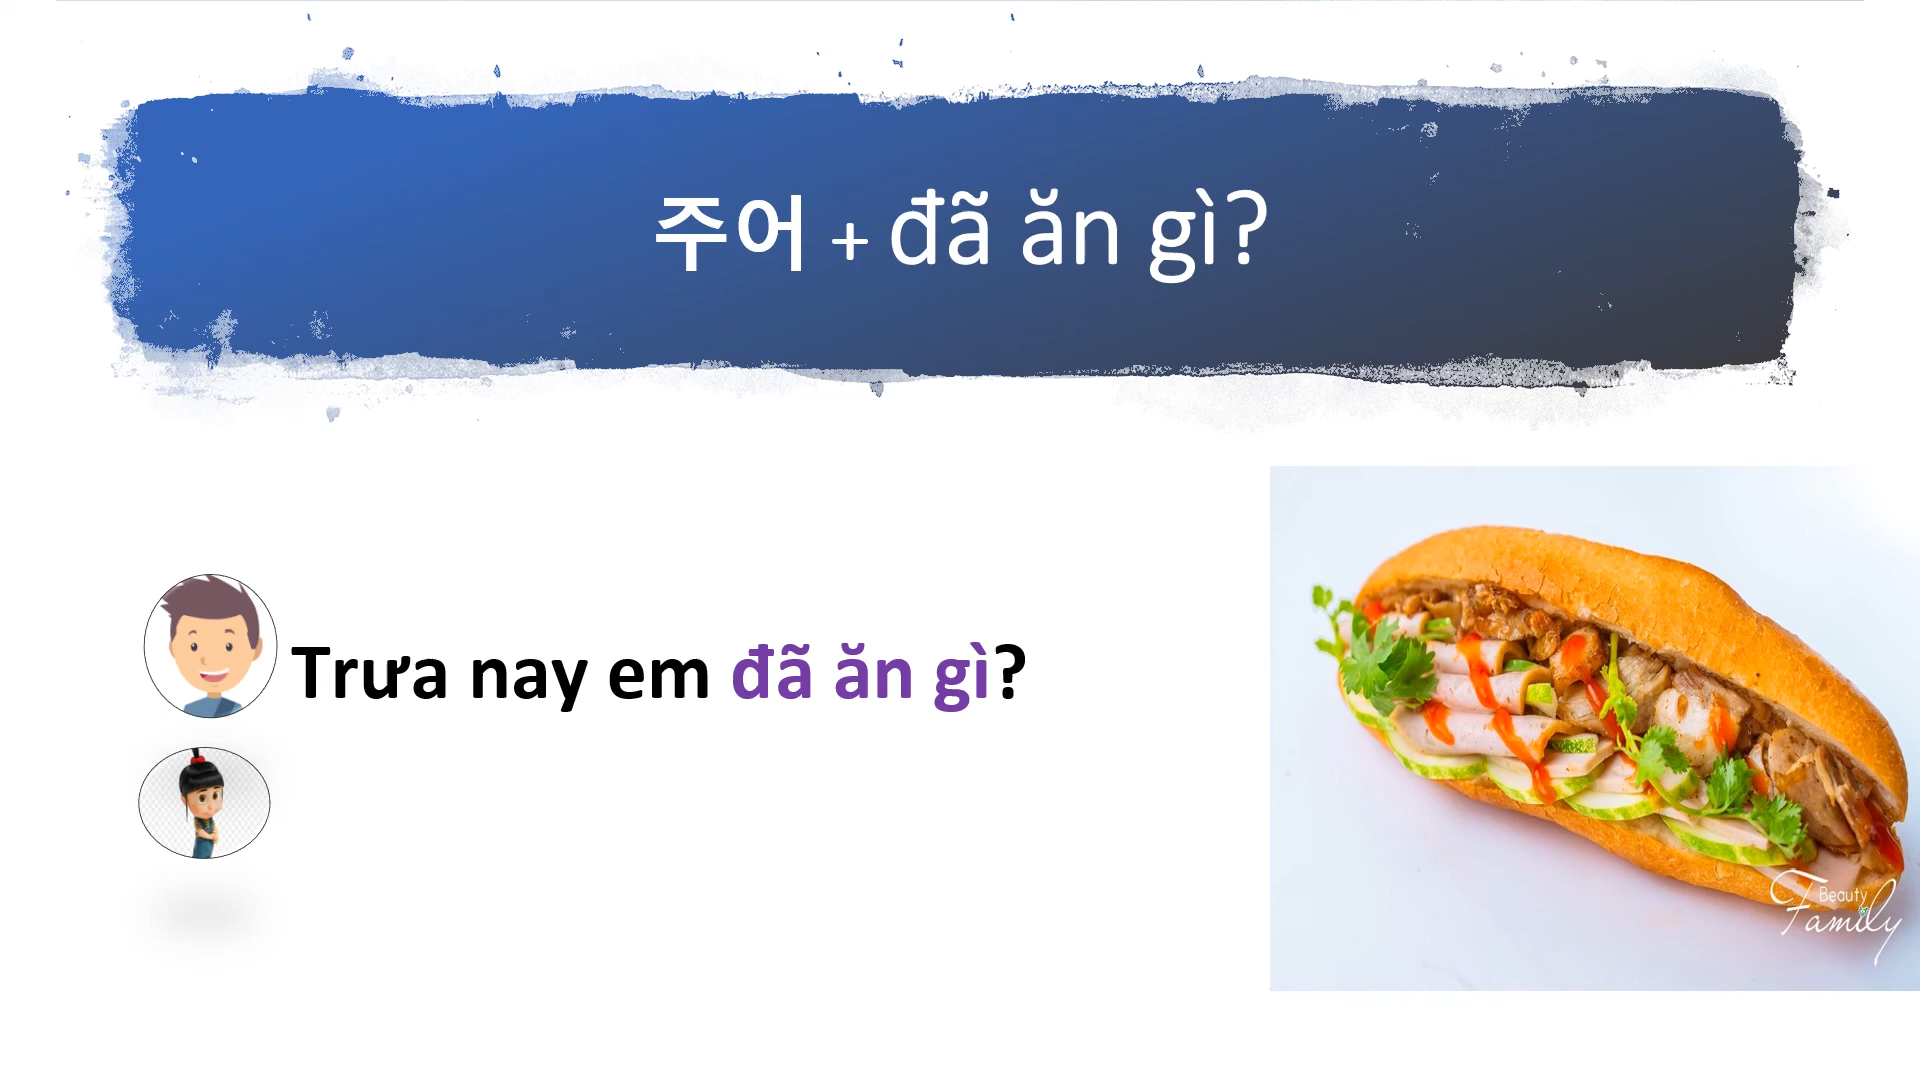 주어 + đã ăn gì?
Trưa nay em đã ăn gì?
Beauty
Family